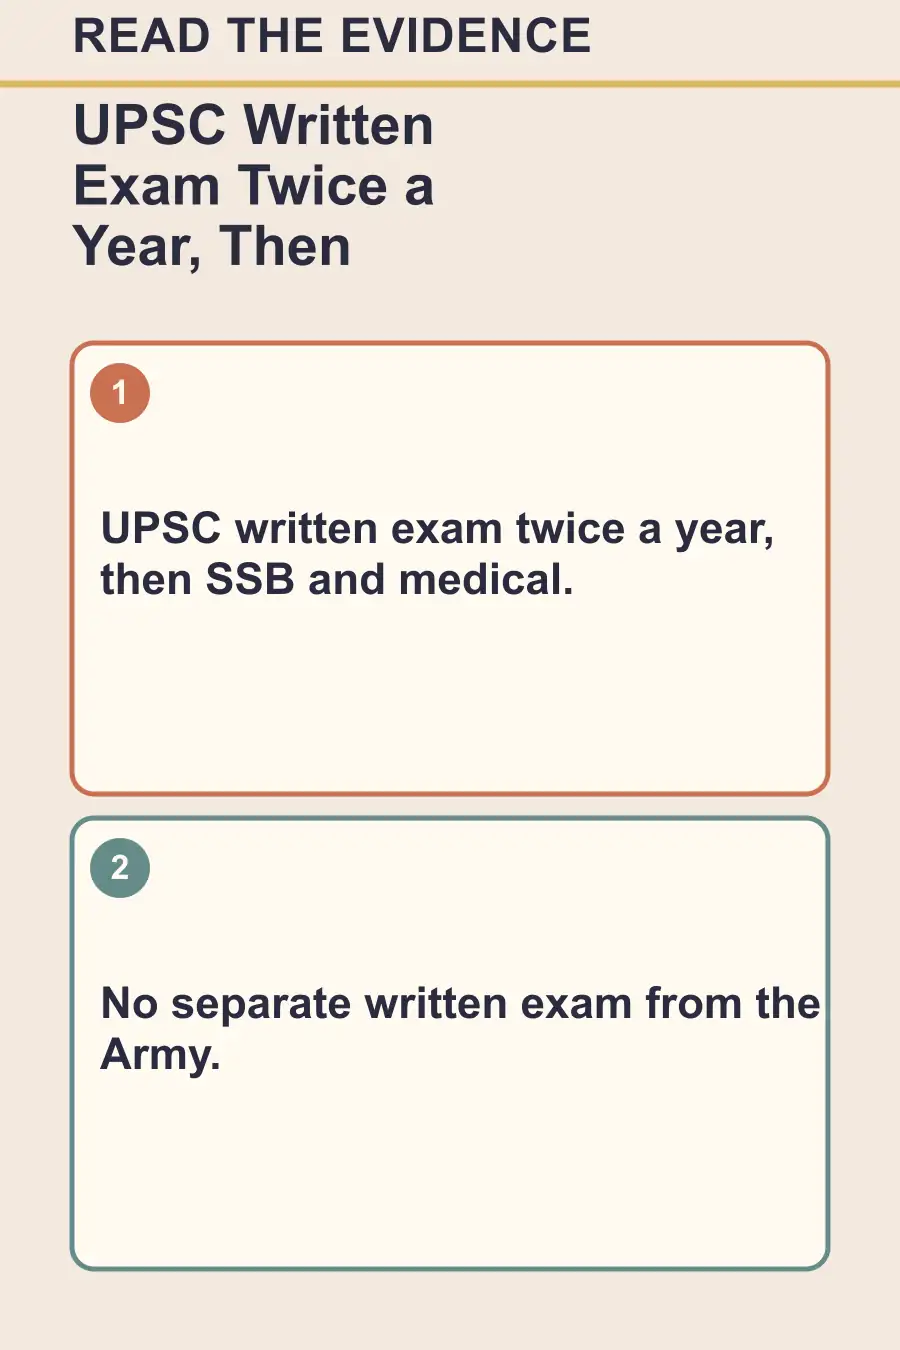 READ THE EVIDENCE
UPSC Written
Exam Twice a
Year, Then
1
UPSC written exam twice a year,
then SSB and medical.
2
No separate written exam from the
Army.